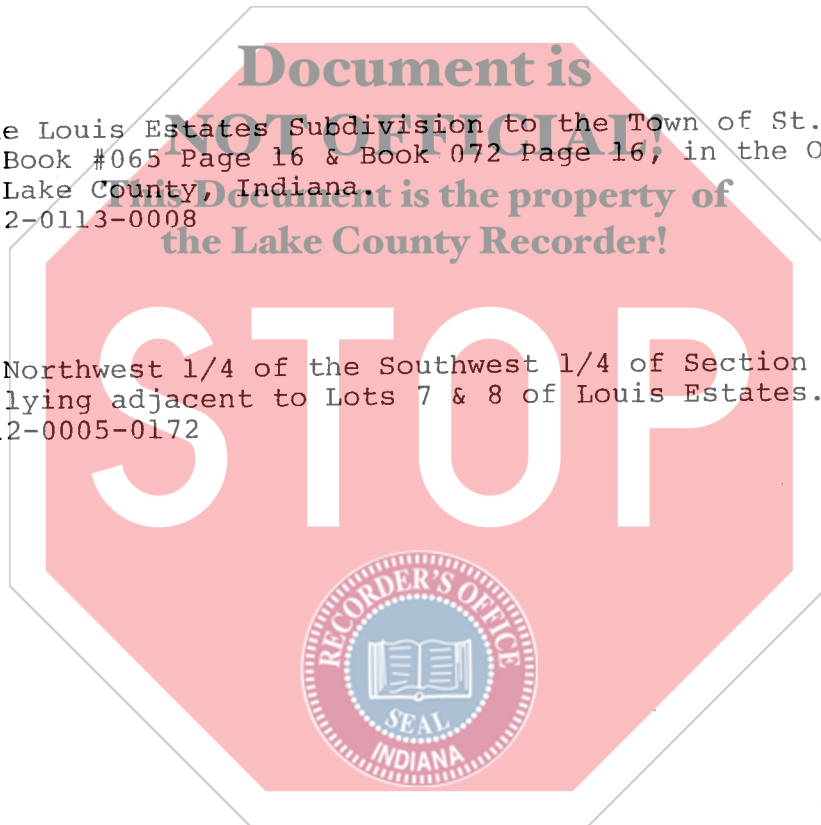 Document is
e Louis Estates Subdivision to the Town of St.
NOT OFFICIAL!
Book #065 Page 16 & Book 072 Page 16, in the O
This Document is the property of
Lake County, Indiana.
2-0113-0008
the Lake County Recorder!
STOP
Northwest 1/4 of the Southwest 1/4 of Section
lying adjacent to Lots 7 & 8 of Louis Estates.
2-0005-0172
RECORDER'S OFFICE
SEAL
INDIANA